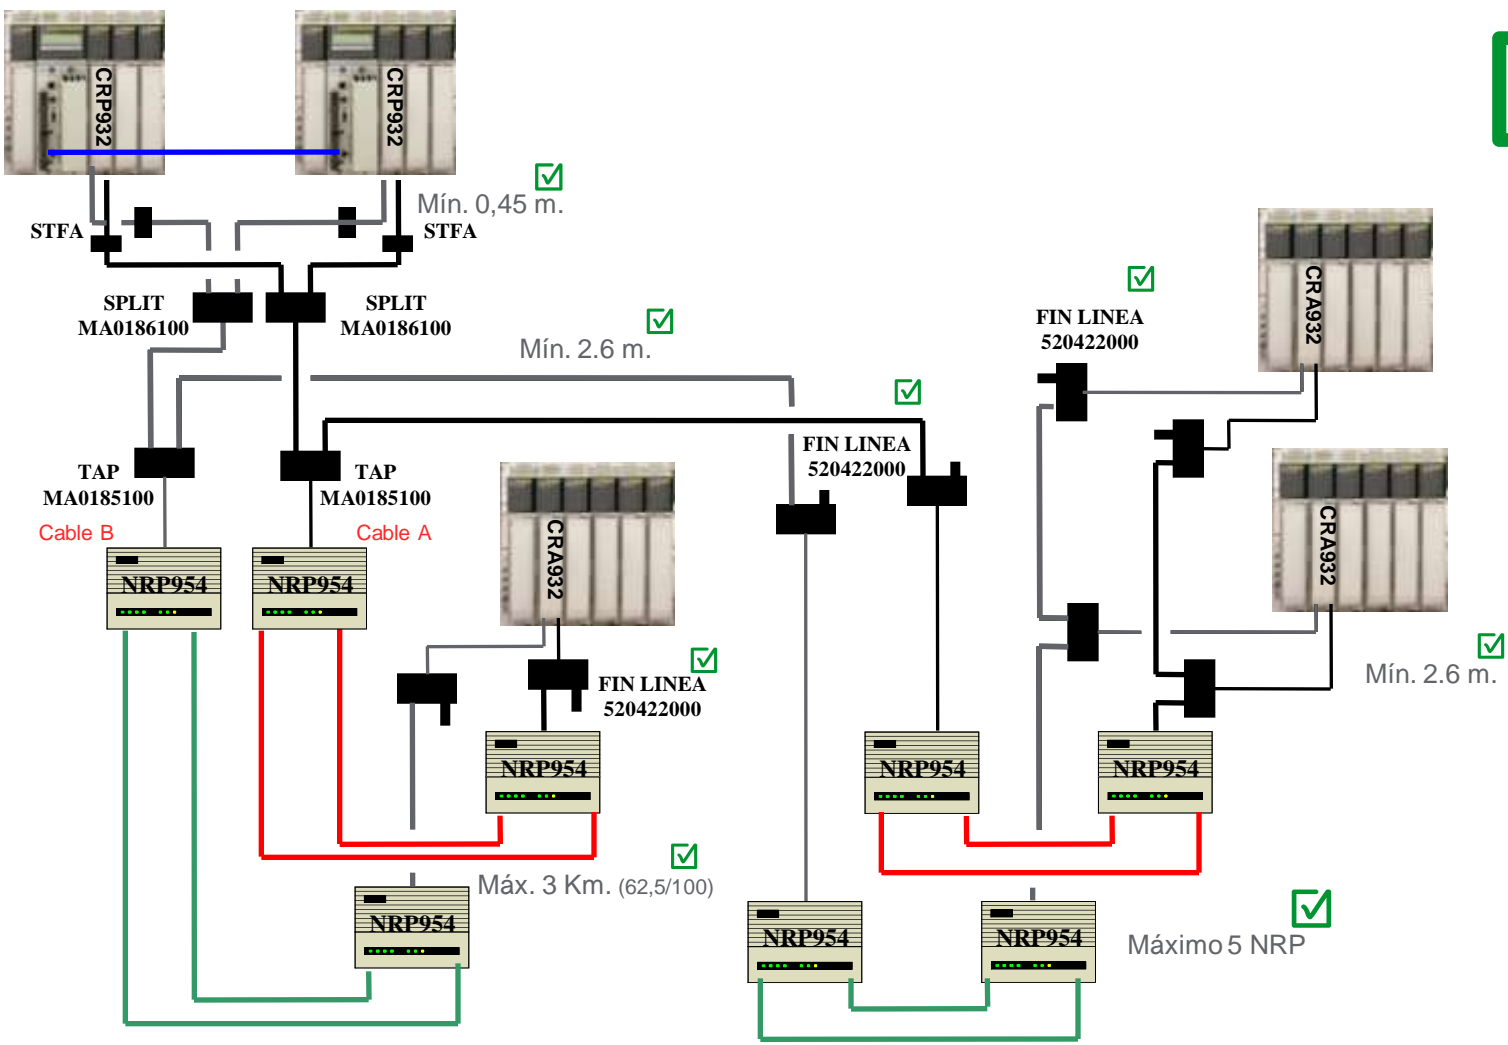 CRP932
CRP932
Mín. 0,45 m.
STFA
STFA
SPLIT
MA0186100
SPLIT
MA0186100
CRA932
FIN LINEA
520422000
Mín. 2.6 m.
FIN LINEA
520422000
TAP
MA0185100
TAP
MA0185100
Cable B
Cable A
CRA932
CRA932
NRP954
NRP954
Mín. 2.6 m.
FIN LINEA
520422000
NRP954
NRP954
NRP954
Máx. 3 Km. (62,5/100)
NRP954
NRP954
NRP954
Máximo 5 NRP